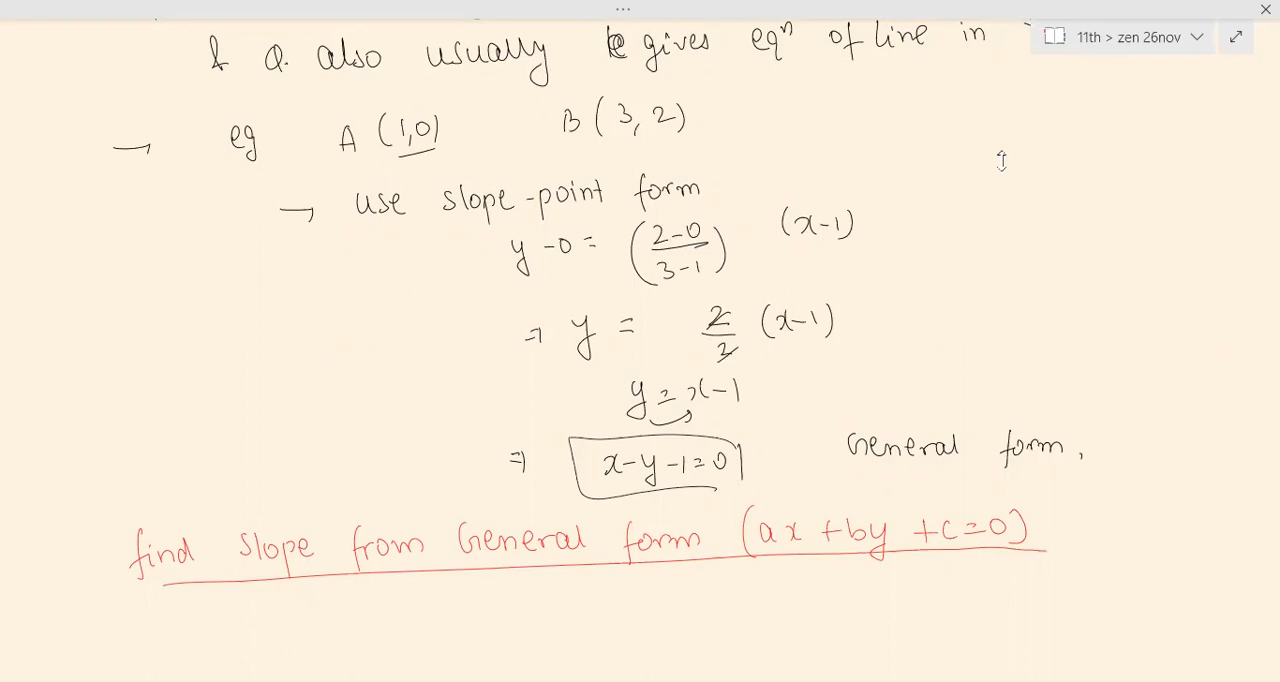 ...
11th > zen 26nov
& Q. also usually gives eqⁿ of line in
→ eg A (1,0) B (3, 2)
→ use slope-point form
y - 0 = (2-0 / 3-1) (x-1)
⇒ y = 2/2 (x-1)
y = x-1
⇒ x-y-1=0 General form,
find slope from General form (ax +by +c=0)